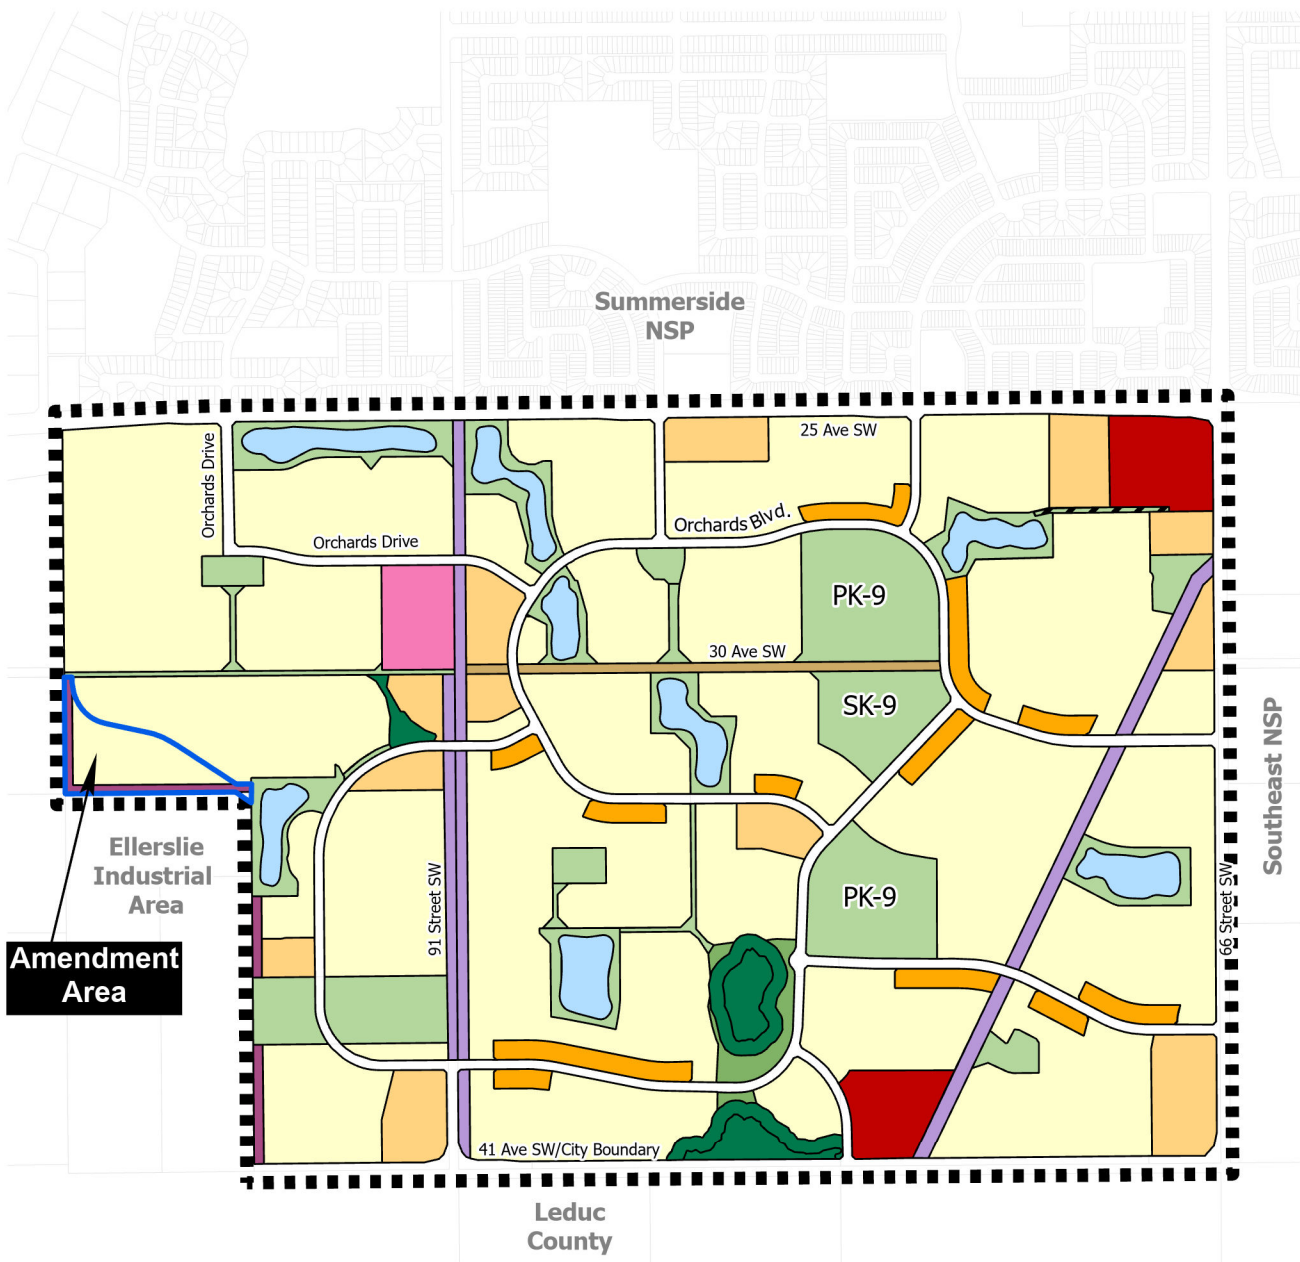 Summerside
NSP
25 Ave SW
Orchards Drive
Orchards Blvd.
Orchards Drive
PK-9
30 Ave SW
SK-9
Southeast NSP
Ellerslie
Industrial
Area
91 Street SW
PK-9
66 Street SW
Amendment
Area
41 Ave SW/City Boundary
Leduc
County